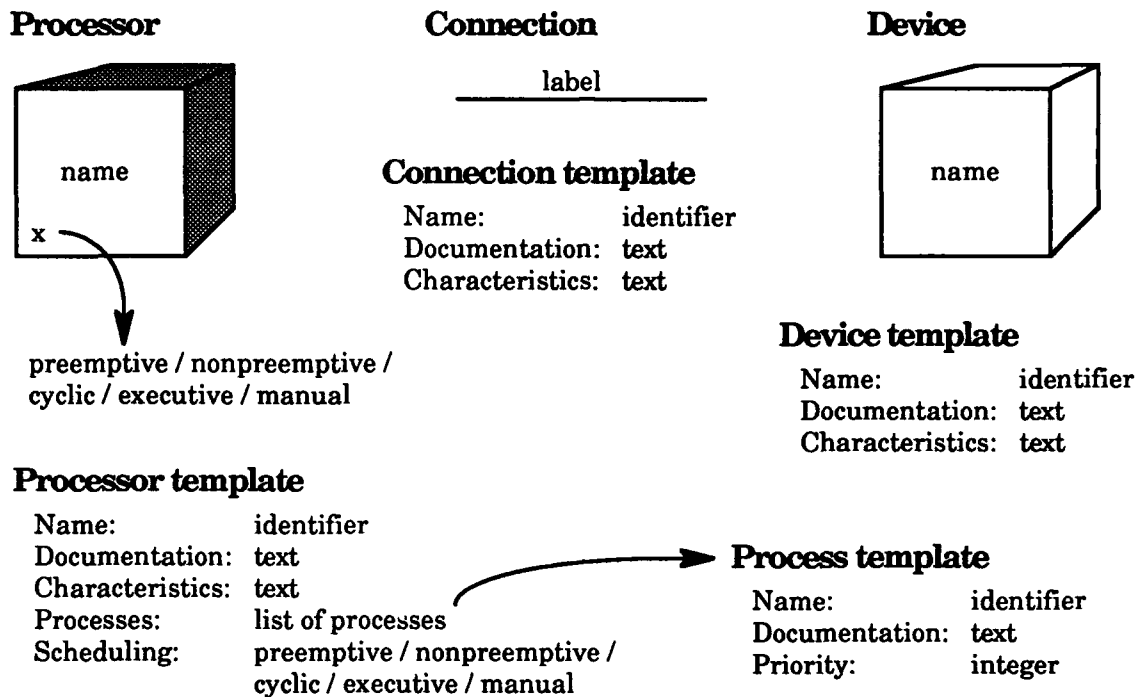 Processor
name
x
preemptive / nonpreemptive /
cyclic / executive / manual
Connection
label
Connection template
Name: identifier
Documentation: text
Characteristics: text
Device
name
Device template
Name: identifier
Documentation: text
Characteristics: text
Processor template
Name: identifier
Documentation: text
Characteristics: text
Processes: list of processes
Scheduling: preemptive / nonpreemptive /
cyclic / executive / manual
Process template
Name: identifier
Documentation: text
Priority: integer